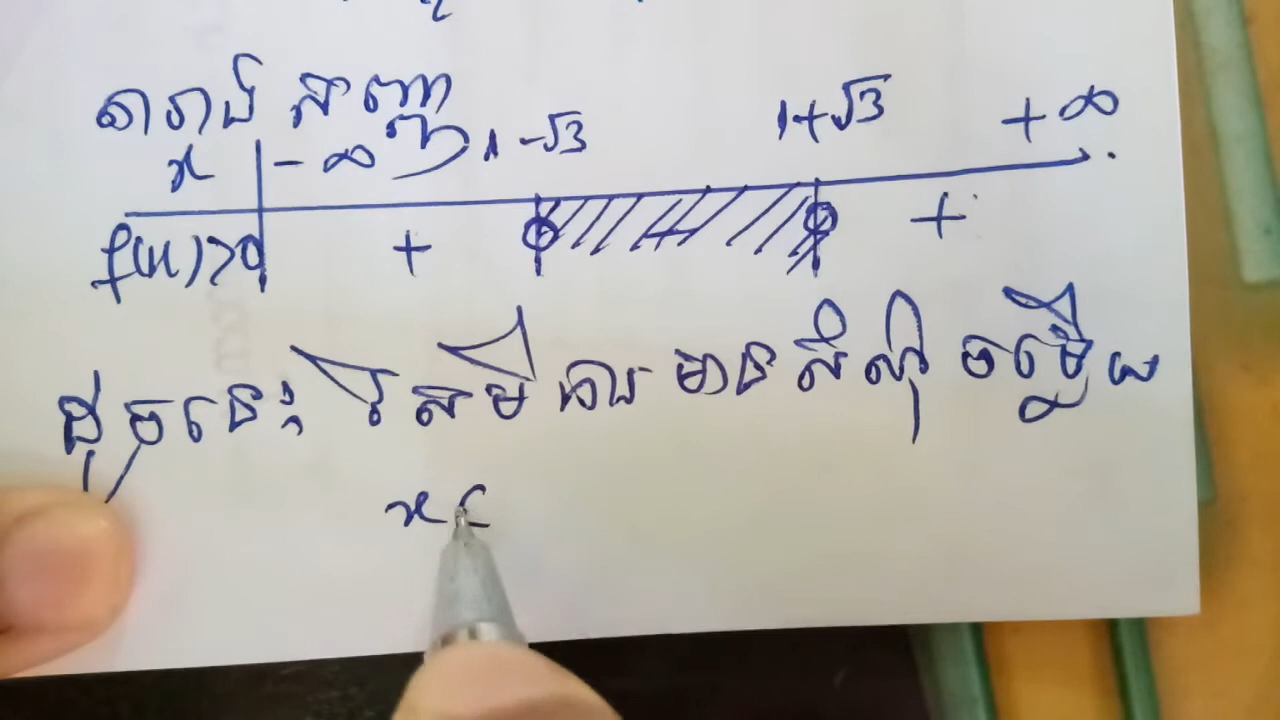 តារាង សញ្ញា
x -∞ 1-√3 1+√3 +∞
f(x)>0 + +
ដូចនេះ វិសមីការ មានសំណុំ ចម្លើយ
x∈